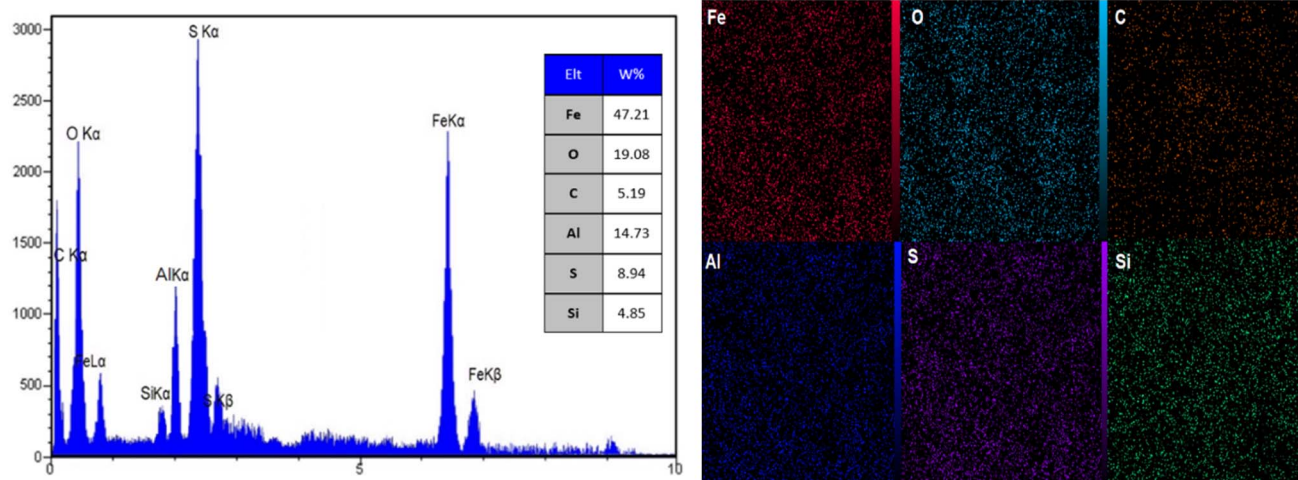 3000
2500
2000
1500
1000
500
0
0 5 10
S Kα
O Kα
C Kα
FeLα
SiKα
AlKα
S Kβ
FeKα
FeKβ
Elt W%
Fe 47.21
O 19.08
C 5.19
Al 14.73
S 8.94
Si 4.85
Fe O C
Al S Si